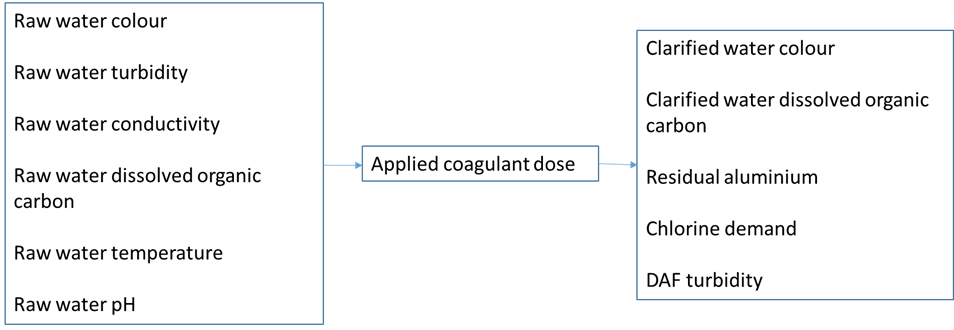 Raw water colour
Raw water turbidity
Raw water conductivity
Raw water dissolved organic
carbon
Raw water temperature
Raw water pH
Applied coagulant dose
Clarified water colour
Clarified water dissolved organic
carbon
Residual aluminium
Chlorine demand
DAF turbidity